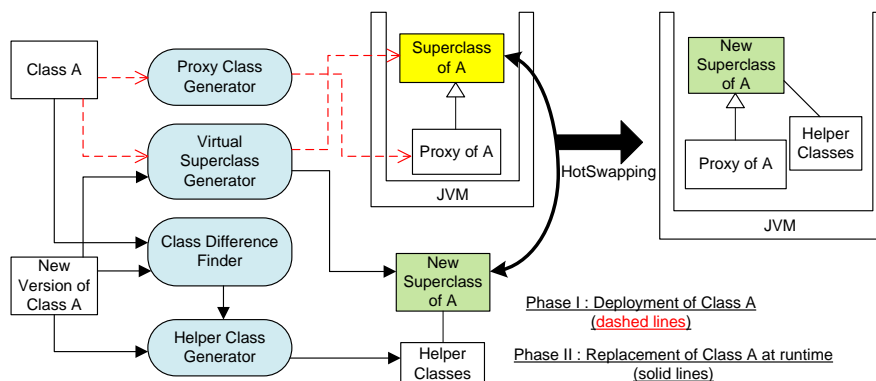 Class A
Proxy Class
Generator
Virtual
Superclass
Generator
Class Difference
Finder
New
Version of
Class A
Helper Class
Generator
Superclass
of A
Proxy of A
JVM
HotSwapping
New
Superclass
of A
Helper
Classes
New
Superclass
of A
Proxy of A
Helper
Classes
JVM
Phase I : Deployment of Class A
(dashed lines)
Phase II : Replacement of Class A at runtime
(solid lines)